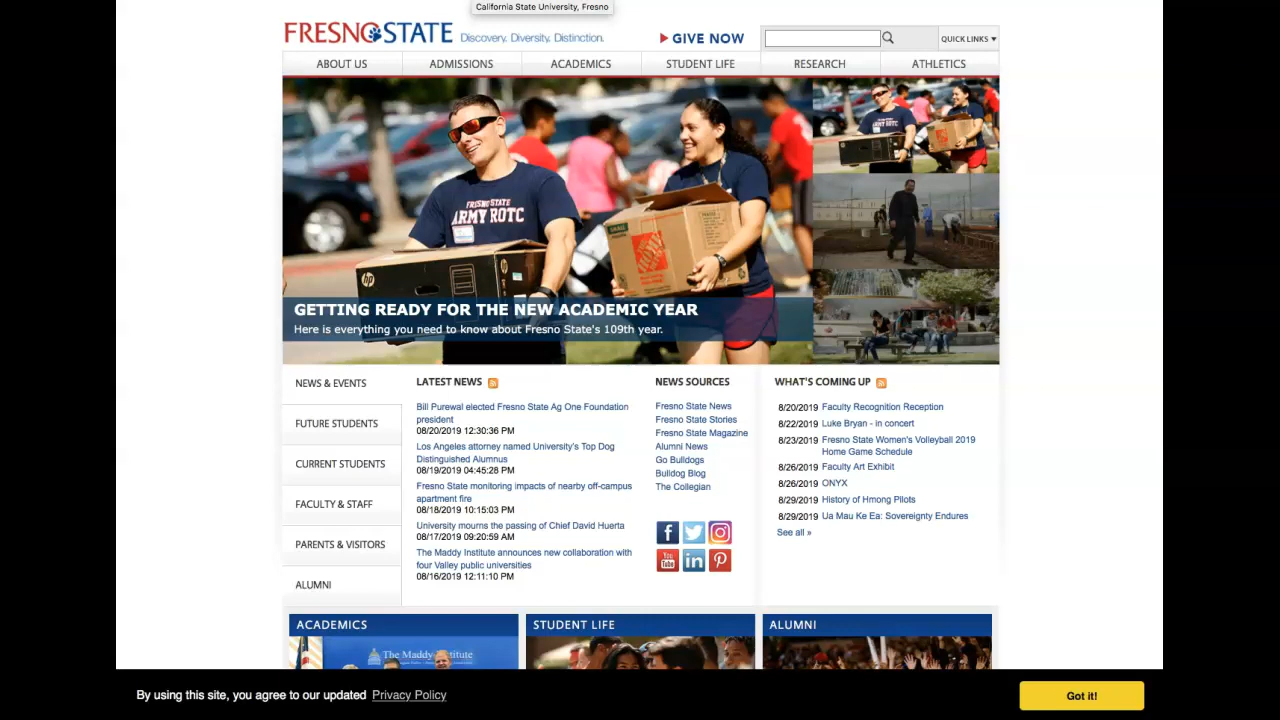 California State University, Fresno
FRESNO STATE
Discovery. Diversity. Distinction.
GIVE NOW
QUICK LINKS
ABOUT US
ADMISSIONS
ACADEMICS
STUDENT LIFE
RESEARCH
ATHLETICS
FRESNO STATE
ARMY ROTC
hp
GETTING READY FOR THE NEW ACADEMIC YEAR
Here is everything you need to know about Fresno State's 109th year.
NEWS & EVENTS
FUTURE STUDENTS
CURRENT STUDENTS
FACULTY & STAFF
PARENTS & VISITORS
ALUMNI
LATEST NEWS
Bill Purewal elected Fresno State Ag One Foundation
president
08/20/2019 12:30:36 PM
Los Angeles attorney named University's Top Dog
Distinguished Alumnus
08/19/2019 04:45:28 PM
Fresno State monitoring impacts of nearby off-campus
apartment fire
08/18/2019 10:15:03 PM
University mourns the passing of Chief David Huerta
08/17/2019 09:20:59 AM
The Maddy Institute announces new collaboration with
four Valley public universities
08/16/2019 12:11:10 PM
NEWS SOURCES
Fresno State News
Fresno State Stories
Fresno State Magazine
Alumni News
Go Bulldogs
Bulldog Blog
The Collegian
You
Tube
in
WHAT'S COMING UP
8/20/2019 Faculty Recognition Reception
8/22/2019 Luke Bryan - in concert
8/23/2019 Fresno State Women's Volleyball 2019
Home Game Schedule
8/26/2019 Faculty Art Exhibit
8/26/2019 ONYX
8/29/2019 History of Hmong Pilots
8/29/2019 Ua Mau Ke Ea: Sovereignty Endures
See all »
ACADEMICS
The Maddy Institute
STUDENT LIFE
ALUMNI
By using this site, you agree to our updated Privacy Policy
Got it!